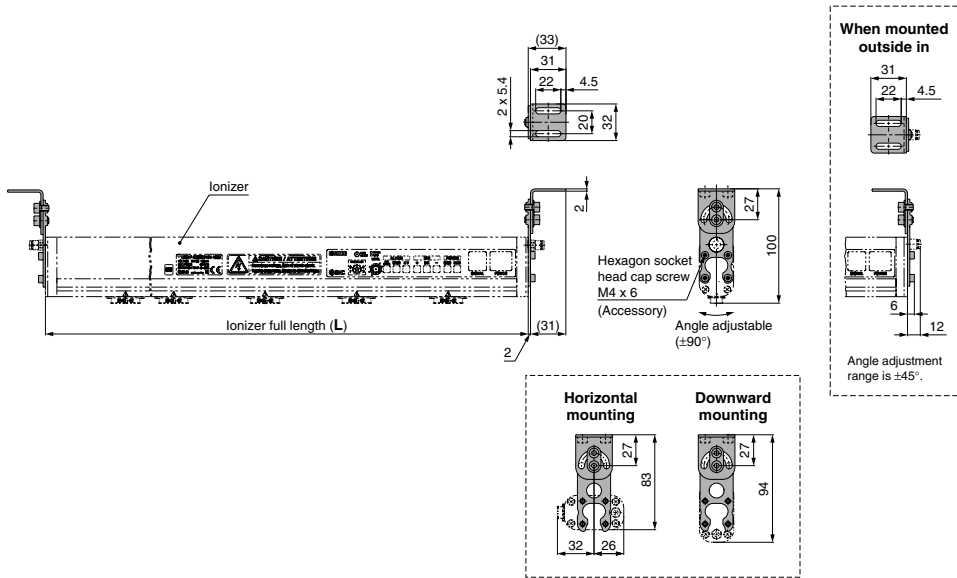 (33)
31
22
4.5
2 x 5.4
20
32
Ionizer
2
27
100
Hexagon socket
head cap screw
M4 x 6
(Accessory)
Angle adjustable
(±90°)
Ionizer full length (L)
(31)
2
When mounted
outside in
31
22
4.5
6
12
Angle adjustment
range is ±45°.
Horizontal
mounting
27
83
32
26
Downward
mounting
27
94